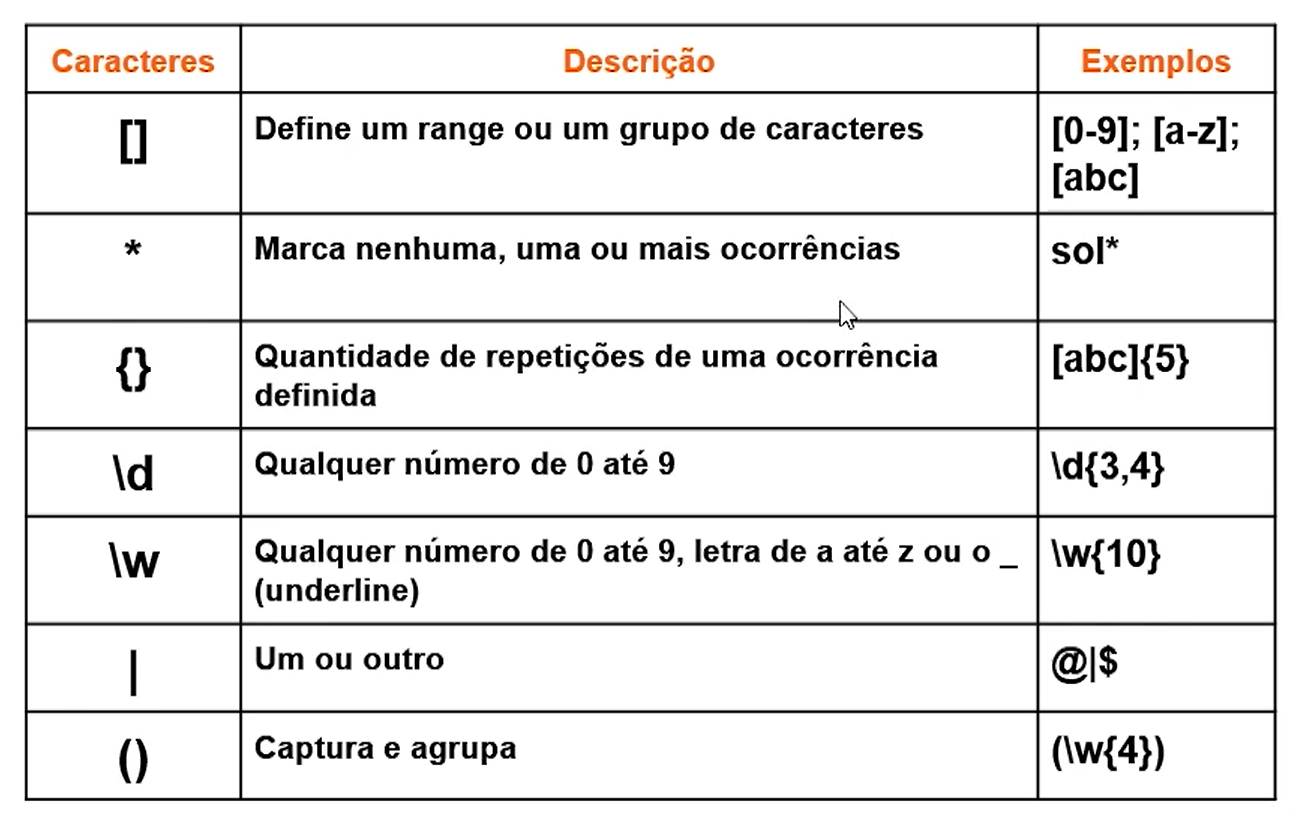 Caracteres Descrição Exemplos
[] Define um range ou um grupo de caracteres [0-9]; [a-z];
[abc]
* Marca nenhuma, uma ou mais ocorrências sol*
{} Quantidade de repetições de uma ocorrência [abc]{5}
definida
\d Qualquer número de 0 até 9 \d{3,4}
\w Qualquer número de 0 até 9, letra de a até z ou o _ \w{10}
(underline)
| Um ou outro @|$
() Captura e agrupa (\w{4})